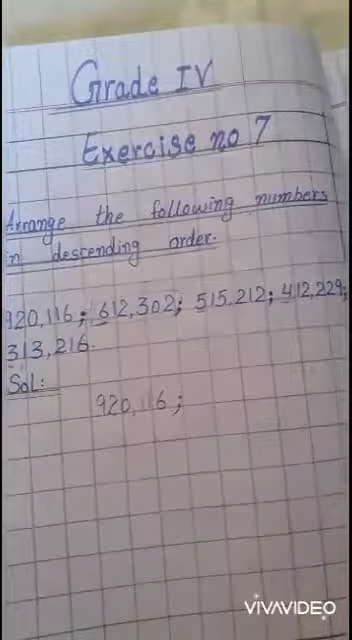 Grade IV
Exercise no 7
Arrange the following numbers
in descending order.
920,116; 612,302; 515,212; 412,229;
313,216.
Sol:
920,116;
VIVAVIDEO